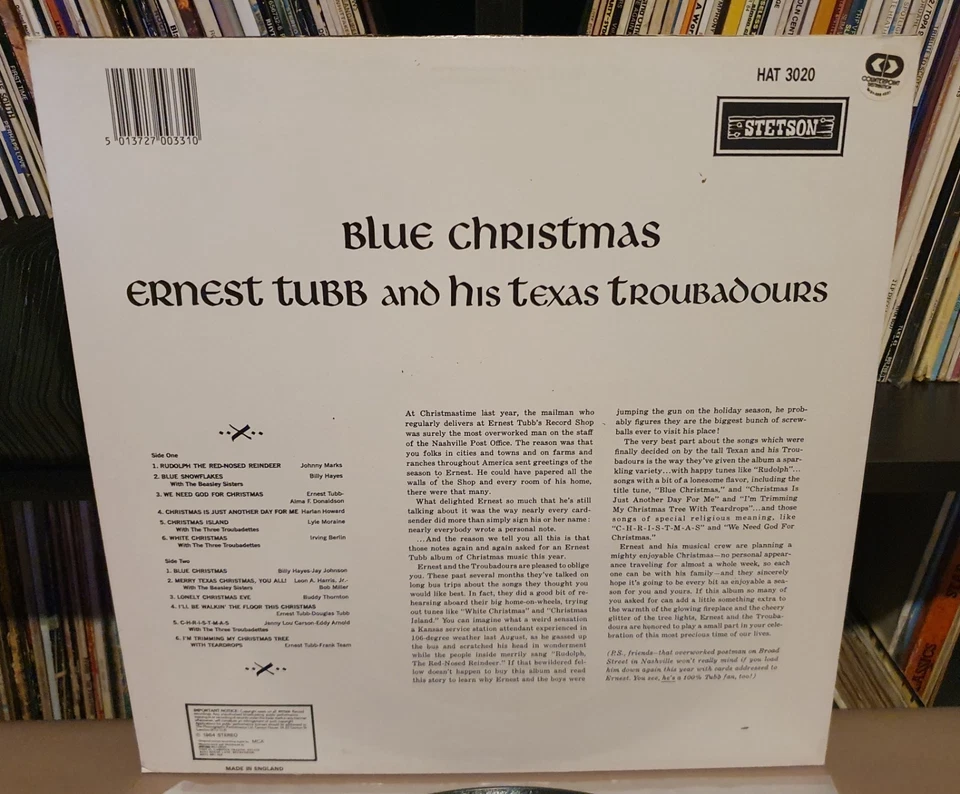 HAT 3020
COUNTERPOINT
5 013727 003310
STETSON
BLUE CHRISTMAS
ERNEST TUBB AND HIS TEXAS TROUBADOURS
Side One
1. RUDOLPH THE RED-NOSED REINDEER Johnny Marks
2. BLUE SNOWFLAKES Billy Hayes
With The Beasley Sisters
3. WE NEED GOD FOR CHRISTMAS Ernest Tubb-
Alma F. Donaldson
4. CHRISTMAS IS JUST ANOTHER DAY FOR ME Harlan Howard
5. CHRISTMAS ISLAND Lyle Moraine
With The Three Troubadettes
6. WHITE CHRISTMAS Irving Berlin
With The Three Troubadettes
Side Two
1. BLUE CHRISTMAS Billy Hayes-Jay Johnson
2. MERRY TEXAS CHRISTMAS, YOU ALL! Leon A. Harris, Jr.-
With The Beasley Sisters Bob Miller
3. LONELY CHRISTMAS EVE Buddy Thornton
4. I'LL BE WALKIN' THE FLOOR THIS CHRISTMAS
Ernest Tubb-Douglas Tubb
5. C-H-R-I-S-T-M-A-S Jenny Lou Carson-Eddy Arnold
6. I'M TRIMMING MY CHRISTMAS TREE
WITH TEARDROPS Ernest Tubb-Frank Team
At Christmastime last year, the mailman who
regularly delivers at Ernest Tubb's Record Shop
was surely the most overworked man on the staff
of the Nashville Post Office. The reason was that
you folks in cities and towns and on farms and
ranches throughout America sent greetings of the
season to Ernest. He could have papered all the
walls of the Shop and every room of his home,
there were that many.
What delighted Ernest so much that he's still
talking about it was the way nearly every card-
sender did more than simply sign his or her name:
nearly everybody wrote a personal note.
...And the reason we tell you all this is that
those notes again and again asked for an Ernest
Tubb album of Christmas music this year.
Ernest and the Troubadours are pleased to oblige
you. These past several months they've talked on
long bus trips about the songs they thought you
would like best. In fact, they did a good bit of re-
hearsing aboard their big home-on-wheels, trying
out tunes like "White Christmas" and "Christmas
Island." You can imagine what a weird sensation
a Kansas service station attendant experienced in
106-degree weather last August, as he gassed up
the bus and scratched his head in wonderment
while the people inside merrily sang "Rudolph,
The Red-Nosed Reindeer." If that bewildered fel-
low doesn't happen to buy this album and read
this story to learn why Ernest and the boys were
jumping the gun on the holiday season, he prob-
ably figures they are the biggest bunch of screw-
balls ever to visit his place!
The very best part about the songs which were
finally decided on by the tall Texan and his Trou-
badours is the way they've given the album a spar-
kling variety...with happy tunes like "Rudolph"...
songs with a bit of a lonesome flavor, including the
title tune, "Blue Christmas," and "Christmas Is
Just Another Day For Me" and "I'm Trimming
My Christmas Tree With Teardrops"...and those
songs of special religious meaning, like
"C-H-R-I-S-T-M-A-S" and "We Need God For
Christmas."
Ernest and his musical crew are planning a
mighty enjoyable Christmas—no personal appear-
ance traveling for almost a whole week, so each
one can be with his family—and they sincerely
hope it's going to be every bit as enjoyable a sea-
son for you and yours. If this album so many of
you asked for can add a little something extra to
the warmth of the glowing fireplace and the cheery
glitter of the tree lights, Ernest and the Trouba-
dours are honored to play a small part in your cele-
bration of this most precious time of our lives.
(P.S., friends—that overworked postman on Broad
Street in Nashville won't really mind if you load
him down again this year with cards addressed to
Ernest. You see, he's a 100% Tubb fan, too!)
IMPORTANT NOTICE:
© 1964 STEREO
MCA
MADE IN ENGLAND